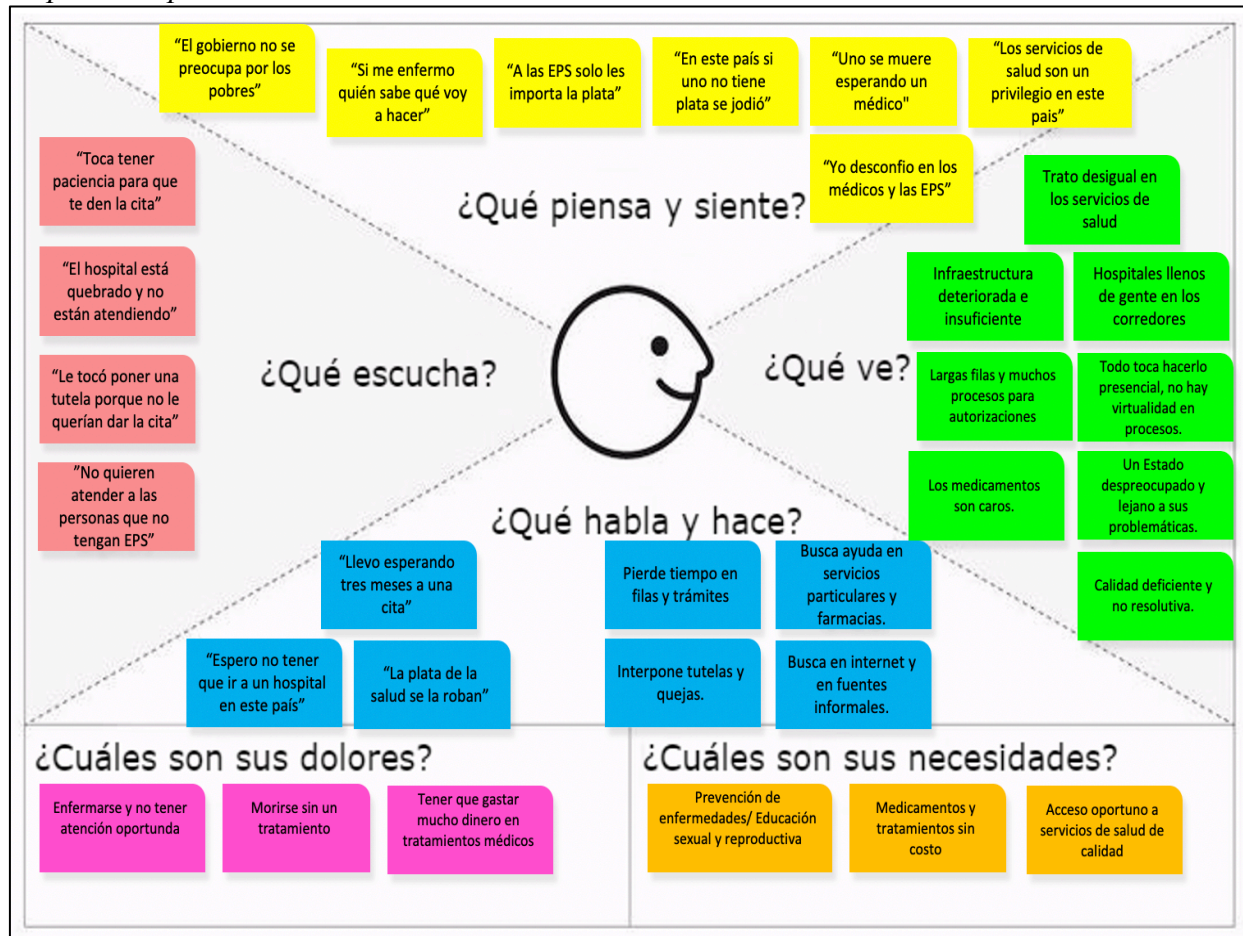 “El gobierno no se
preocupa por los
pobres”
“Si me enfermo
quién sabe qué voy
a hacer”
“A las EPS solo les
importa la plata”
“En este país si
uno no tiene
plata se jodió”
“Uno se muere
esperando un
médico"
“Los servicios de
salud son un
privilegio en este
pais”
“Yo desconfio en los
médicos y las EPS”
¿Qué piensa y siente?
“Toca tener
paciencia para que
te den la cita”
“El hospital está
quebrado y no
están atendiendo”
“Le tocó poner una
tutela porque no le
querían dar la cita”
”No quieren
atender a las
personas que no
tengan EPS”
¿Qué escucha?
¿Qué ve?
Trato desigual en
los servicios de
salud
Infraestructura
deteriorada e
insuficiente
Hospitales llenos
de gente en los
corredores
Largas filas y muchos
procesos para
autorizaciones
Todo toca hacerlo
presencial, no hay
virtualidad en
procesos.
Los medicamentos
son caros.
Un Estado
despreocupado y
lejano a sus
problemáticas.
Calidad deficiente y
no resolutiva.
¿Qué habla y hace?
“Llevo esperando
tres meses a una
cita”
“Espero no tener
que ir a un hospital
en este país”
“La plata de la
salud se la roban”
Pierde tiempo en
filas y trámites
Busca ayuda en
servicios
particulares y
farmacias.
Interpone tutelas y
quejas.
Busca en internet y
en fuentes
informales.
¿Cuáles son sus dolores?
Enfermarse y no tener
atención oportunda
Morirse sin un
tratamiento
Tener que gastar
mucho dinero en
tratamientos médicos
¿Cuáles son sus necesidades?
Prevención de
enfermedades/ Educación
sexual y reproductiva
Medicamentos y
tratamientos sin
costo
Acceso oportuno a
servicios de salud de
calidad